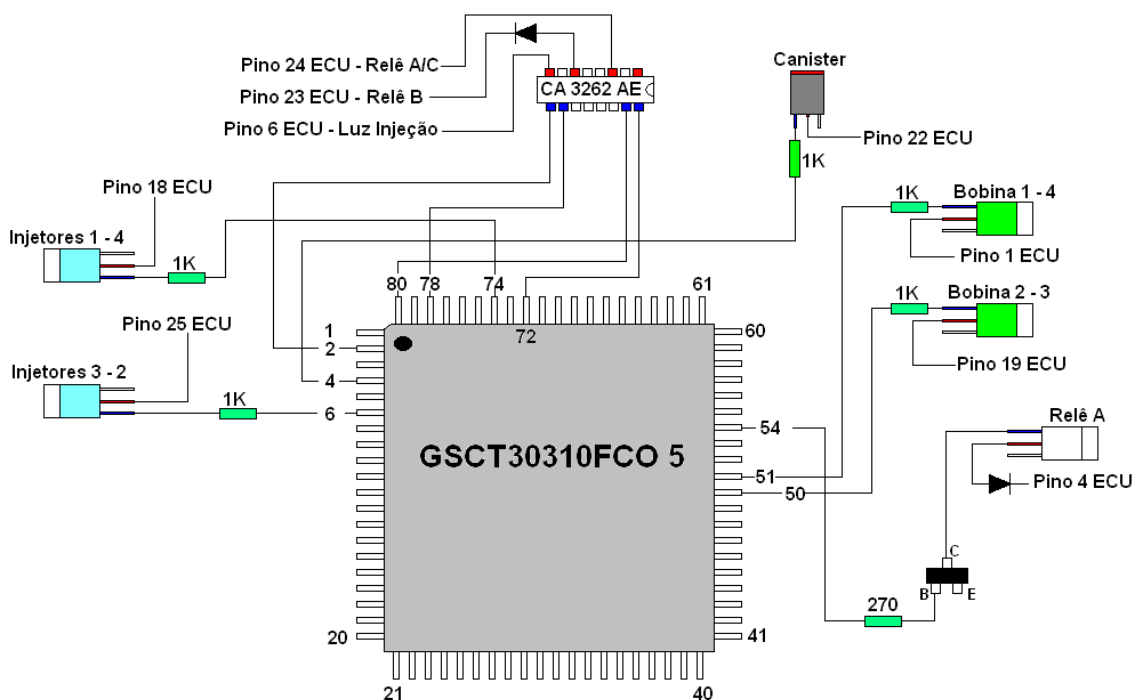 Pino 24 ECU - Relê A/C
Pino 23 ECU - Relê B
Pino 6 ECU - Luz Injeção
CA 3262 AE
Canister
1K
Pino 22 ECU
Pino 18 ECU
Injetores 1 - 4
1K
1K
Bobina 1 - 4
Pino 1 ECU
80
78
74
61
1K
Bobina 2 - 3
Pino 19 ECU
Pino 25 ECU
Injetores 3 - 2
1K
1
2
4
6
72
60
54
51
50
GSCT30310FCO 5
Relê A
Pino 4 ECU
C
B
E
270
20
41
21
40